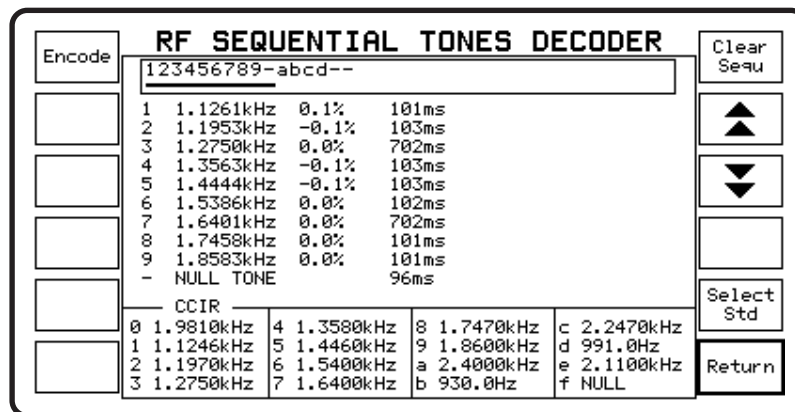 RF SEQUENTIAL TONES DECODER
Encode
Clear
Sequ
123456789-abcd--
1 1.1261kHz 0.1% 101ms
2 1.1953kHz -0.1% 103ms
3 1.2750kHz 0.0% 702ms
4 1.3563kHz -0.1% 103ms
5 1.4444kHz -0.1% 103ms
6 1.5386kHz 0.0% 102ms
7 1.6401kHz 0.0% 702ms
8 1.7458kHz 0.0% 101ms
9 1.8583kHz 0.0% 101ms
- NULL TONE 96ms
Select
Std
CCIR
0 1.9810kHz 4 1.3580kHz 8 1.7470kHz c 2.2470kHz
1 1.1246kHz 5 1.4460kHz 9 1.8600kHz d 991.0Hz
2 1.1970kHz 6 1.5400kHz a 2.4000kHz e 2.1100kHz
3 1.2750kHz 7 1.6400kHz b 930.0Hz f NULL
Return